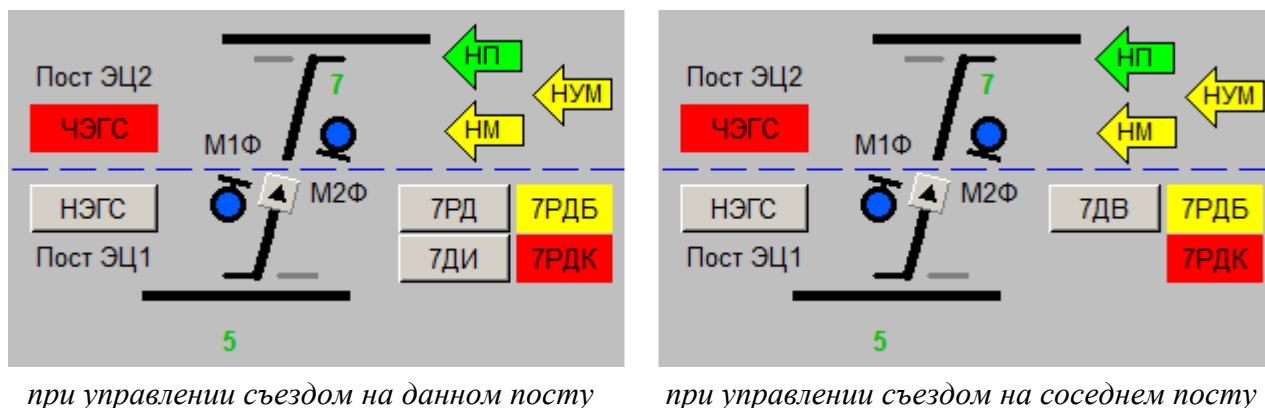 Пост ЭЦ2
ЧЭГС
НЭГС
Пост ЭЦ1
М1Ф
М2Ф
7
5
НП
НУМ
НМ
7РД
7РДБ
7ДИ
7РДК
при управлении съездом на данном посту
Пост ЭЦ2
ЧЭГС
НЭГС
Пост ЭЦ1
М1Ф
М2Ф
7
5
НП
НУМ
НМ
7ДВ
7РДБ
7РДК
при управлении съездом на соседнем посту